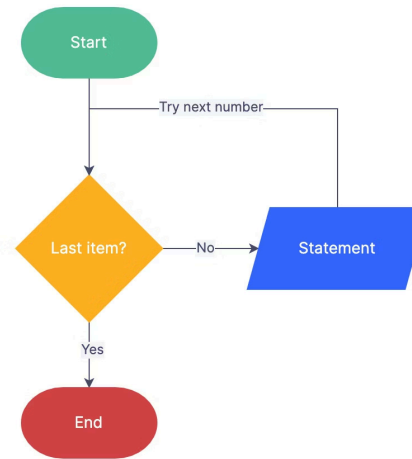 Start
Try next number
Last item?
No
Statement
Yes
End